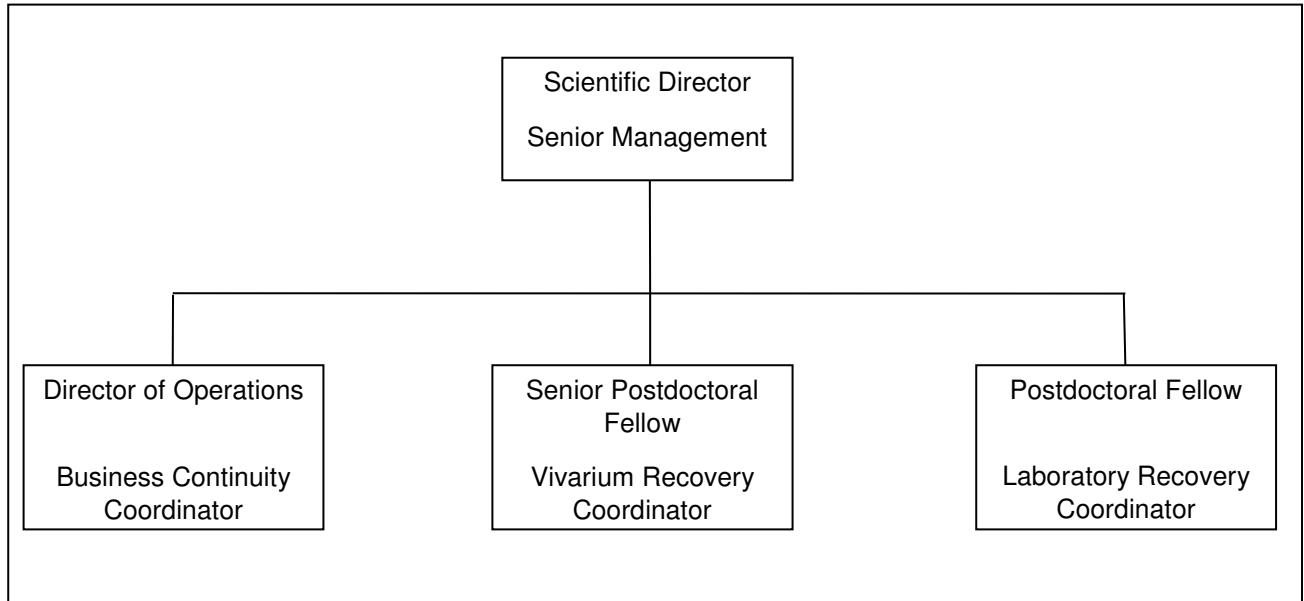 Scientific Director
Senior Management
Director of Operations
Business Continuity
Coordinator
Senior Postdoctoral
Fellow
Vivarium Recovery
Coordinator
Postdoctoral Fellow
Laboratory Recovery
Coordinator